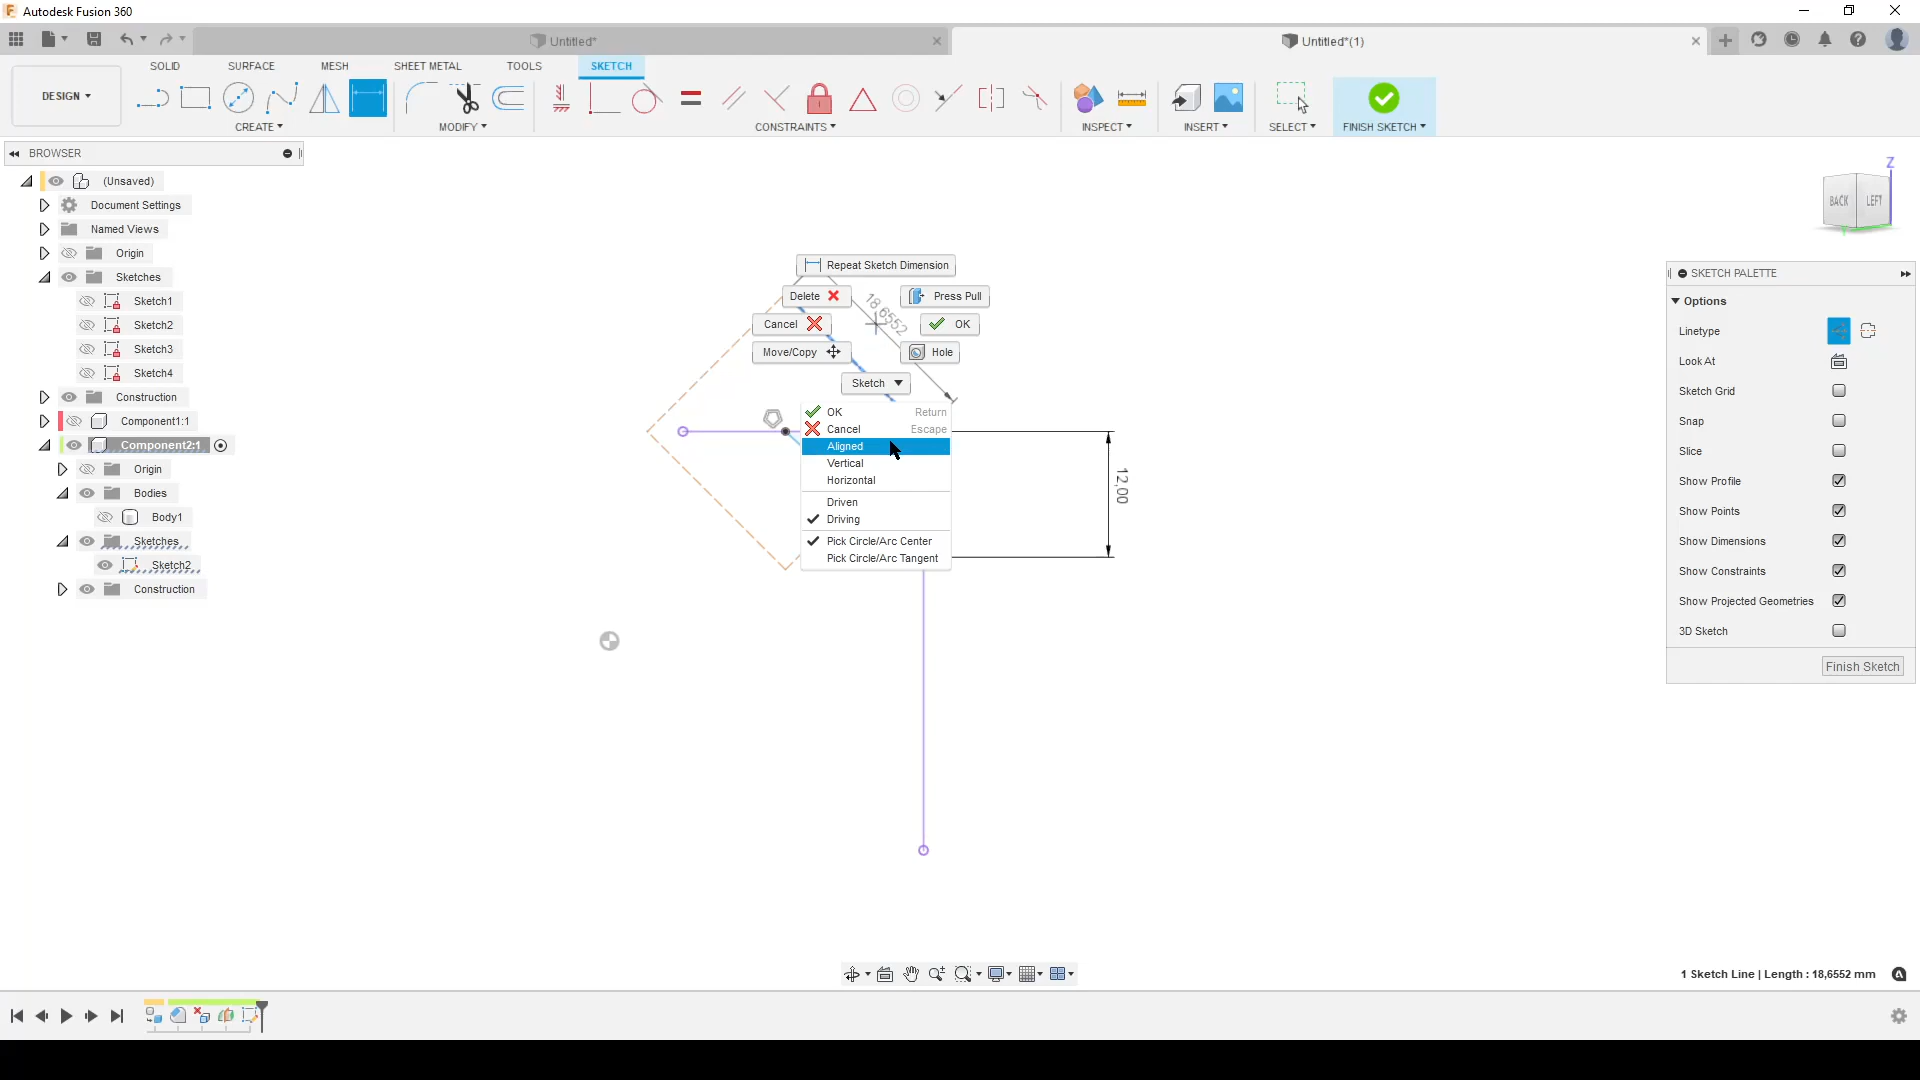 Autodesk Fusion 360
Untitled*
Untitled*(1)
SOLID
SURFACE
MESH
SHEET METAL
TOOLS
SKETCH
DESIGN
CREATE
MODIFY
CONSTRAINTS
INSPECT
INSERT
SELECT
FINISH SKETCH
BROWSER
(Unsaved)
Document Settings
Named Views
Origin
Sketches
Sketch1
Sketch2
Sketch3
Sketch4
Construction
Component1:1
Component2:1
Origin
Bodies
Body1
Sketches
Sketch2
Construction
Repeat Sketch Dimension
Delete
Press Pull
Cancel
OK
Move/Copy
Hole
Sketch
18,6552
OK Return
Cancel Escape
Aligned
Vertical
Horizontal
Driven
Driving
Pick Circle/Arc Center
Pick Circle/Arc Tangent
12,00
Z
BACK
LEFT
SKETCH PALETTE
Options
Linetype
Look At
Sketch Grid
Snap
Slice
Show Profile
Show Points
Show Dimensions
Show Constraints
Show Projected Geometries
3D Sketch
Finish Sketch
1 Sketch Line | Length : 18,6552 mm